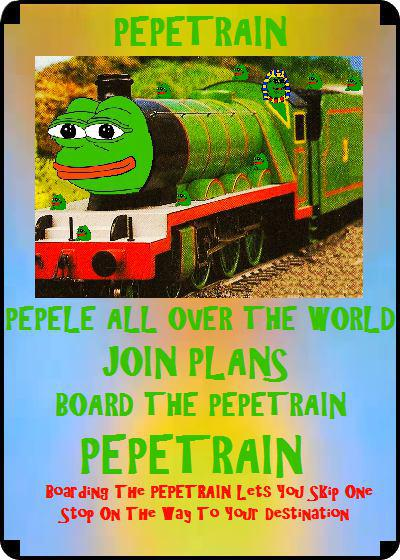 PEPETRAIN
PEPELE ALL OVER THE WORLD
JOIN PLANS
BOARD THE PEPETRAIN
PEPETRAIN
Boarding The PEPETRAIN Lets You Skip One
Stop On The Way To Your Destination